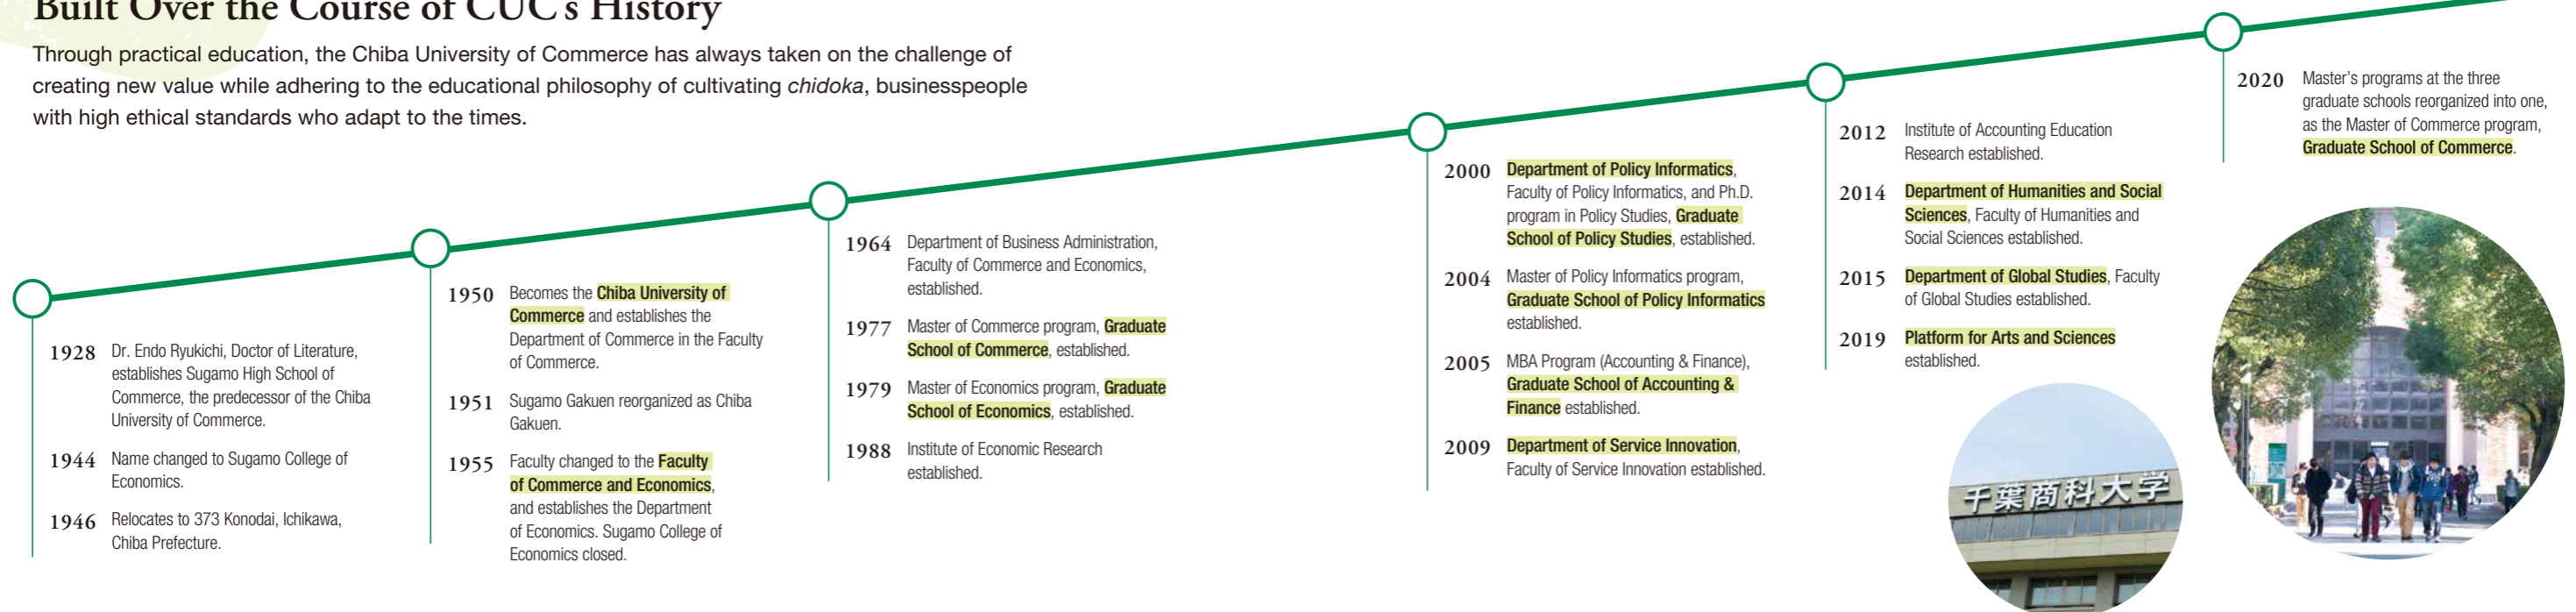 Built Over the Course of CUC's History
Through practical education, the Chiba University of Commerce has always taken on the challenge of
creating new value while adhering to the educational philosophy of cultivating chidoka, businesspeople
with high ethical standards who adapt to the times.
1928 Dr. Endo Ryukichi, Doctor of Literature,
establishes Sugamo High School of
Commerce, the predecessor of the Chiba
University of Commerce.
1944 Name changed to Sugamo College of
Economics.
1946 Relocates to 373 Konodai, Ichikawa,
Chiba Prefecture.
1950 Becomes the Chiba University of
Commerce and establishes the
Department of Commerce in the Faculty
of Commerce.
1951 Sugamo Gakuen reorganized as Chiba
Gakuen.
1955 Faculty changed to the Faculty
of Commerce and Economics,
and establishes the Department
of Economics. Sugamo College of
Economics closed.
1964 Department of Business Administration,
Faculty of Commerce and Economics,
established.
1977 Master of Commerce program, Graduate
School of Commerce, established.
1979 Master of Economics program, Graduate
School of Economics, established.
1988 Institute of Economic Research
established.
2000 Department of Policy Informatics,
Faculty of Policy Informatics, and Ph.D.
program in Policy Studies, Graduate
School of Policy Studies, established.
2004 Master of Policy Informatics program,
Graduate School of Policy Informatics
established.
2005 MBA Program (Accounting & Finance),
Graduate School of Accounting &
Finance established.
2009 Department of Service Innovation,
Faculty of Service Innovation established.
2012 Institute of Accounting Education
Research established.
2014 Department of Humanities and Social
Sciences, Faculty of Humanities and
Social Sciences established.
2015 Department of Global Studies, Faculty
of Global Studies established.
2019 Platform for Arts and Sciences
established.
2020 Master's programs at the three
graduate schools reorganized into one,
as the Master of Commerce program,
Graduate School of Commerce.
千葉商科大学